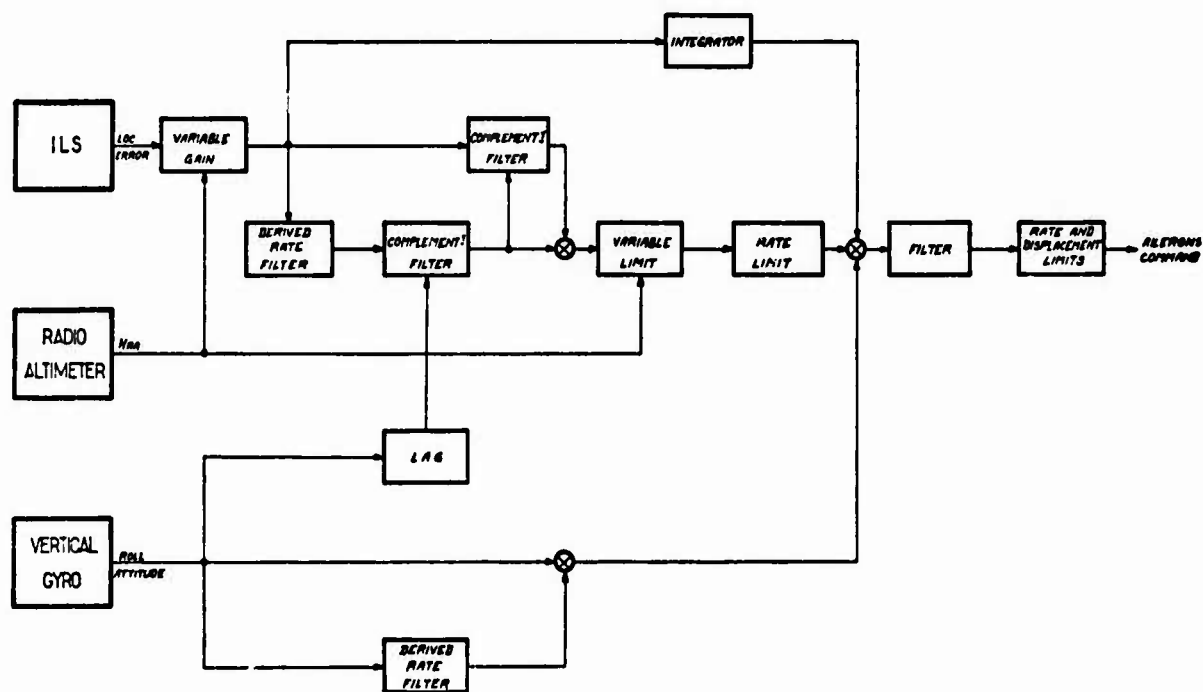 INTEGRATOR
ILS
LOC
ERROR
VARIABLE
GAIN
COMPLEMENT?
FILTER
DERIVED
RATE
FILTER
COMPLEMENT?
FILTER
VARIABLE
LIMIT
RATE
LIMIT
FILTER
RATE AND
DISPLACEMENT
LIMITS
AILERONS
COMMAND
RADIO
ALTIMETER
LAG
VERTICAL
GYRO
ROLL
ATTITUDE
DERIVED
RATE
FILTER